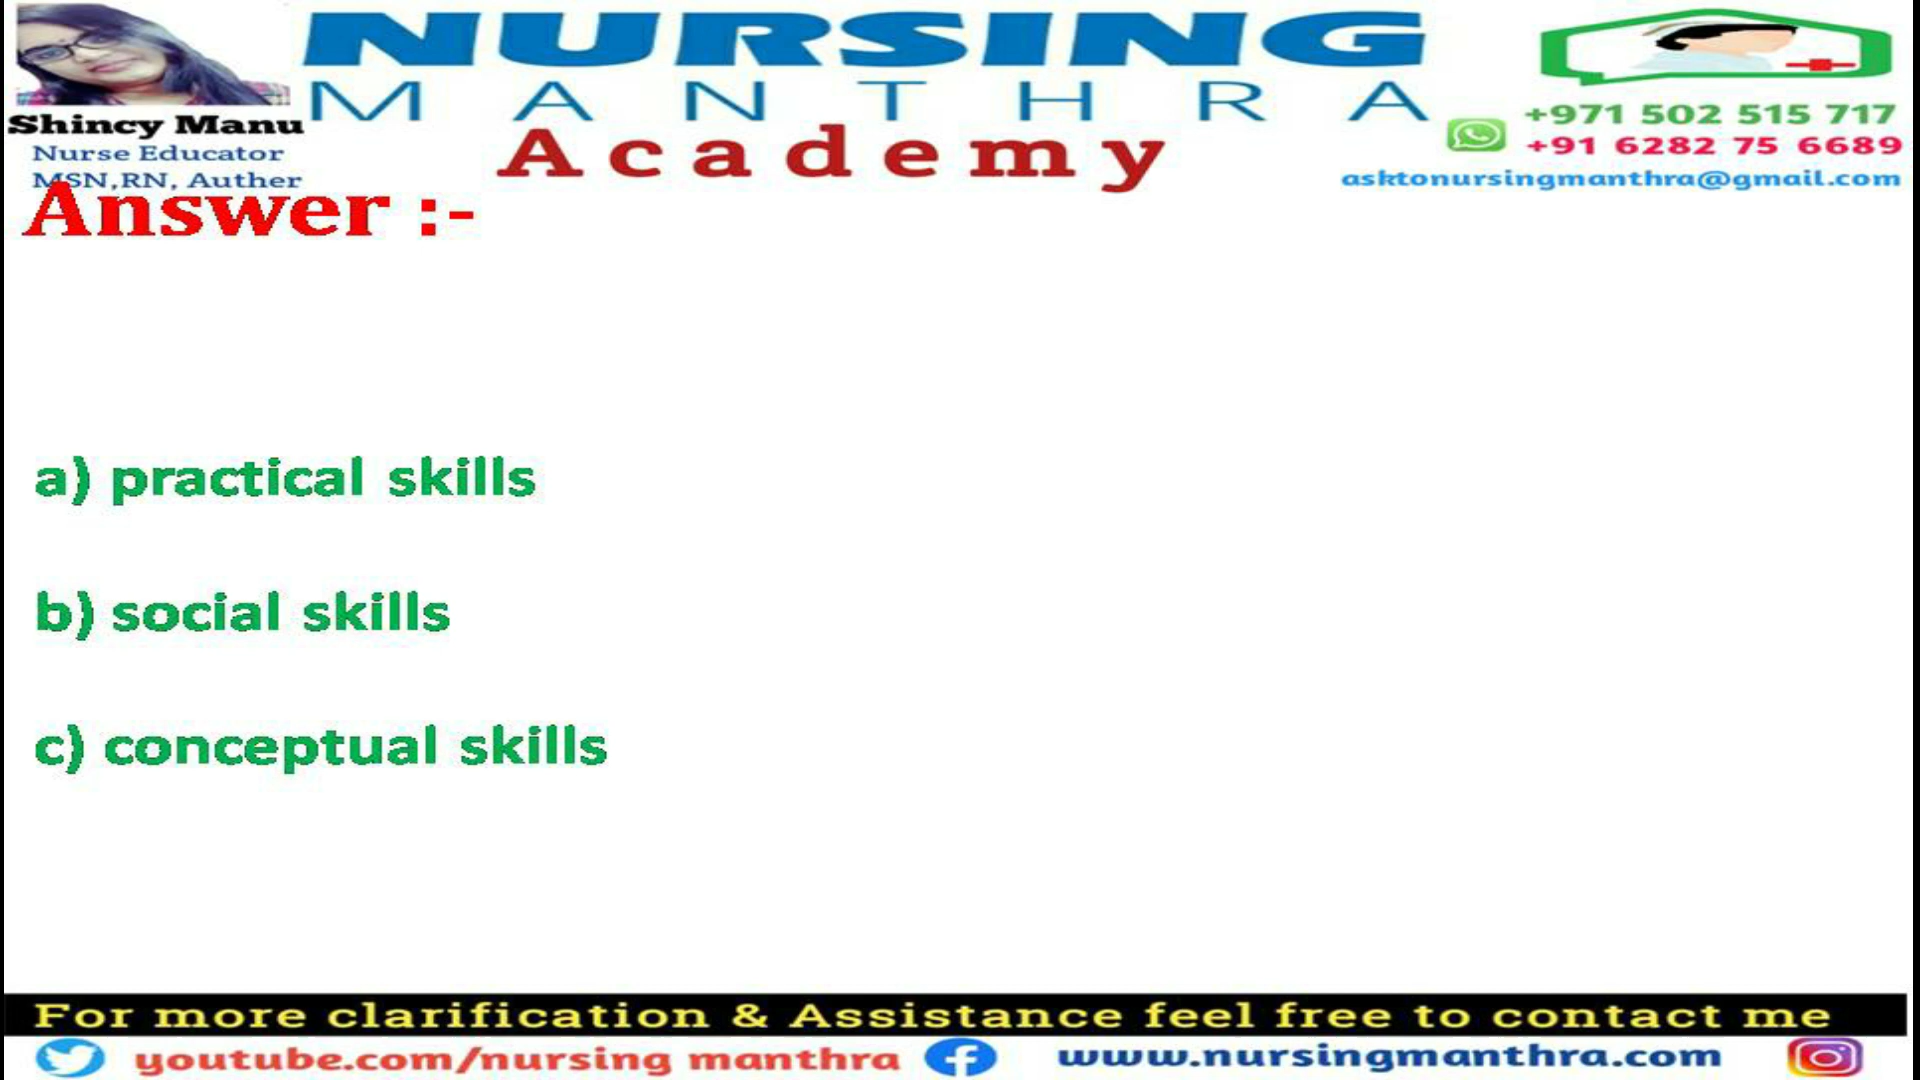 NURSING
MANTHRA
Academy
Shincy Manu
Nurse Educator
MSN,RN, Auther
+971 502 515 717
+91 6282 75 6689
asktonursingmanthra@gmail.com
Answer :-
a) practical skills
b) social skills
c) conceptual skills
For more clarification & Assistance feel free to contact me
youtube.com/nursing manthra
www.nursingmanthra.com